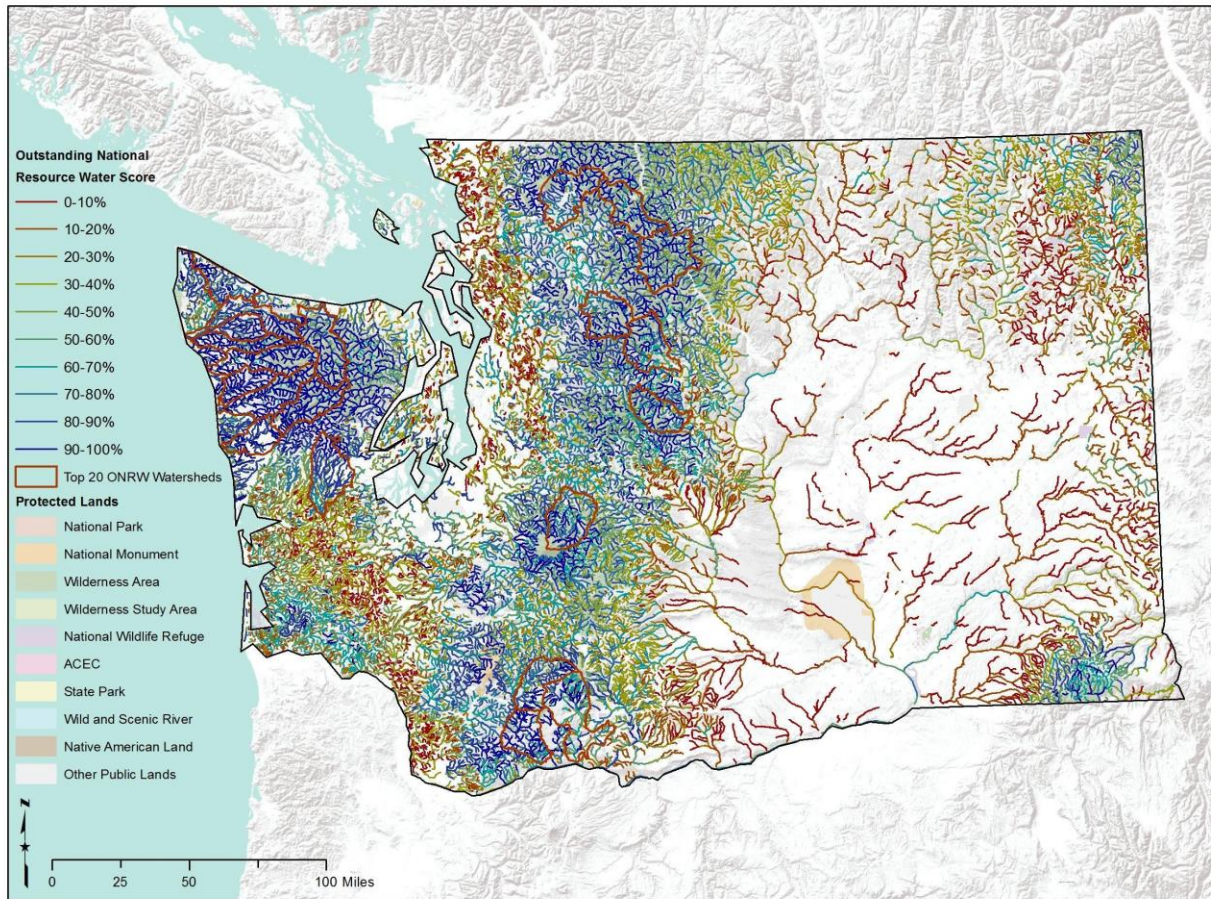 Outstanding National
Resource Water Score
0-10%
10-20%
20-30%
30-40%
40-50%
50-60%
60-70%
70-80%
80-90%
90-100%
Top 20 ONRW Watersheds
Protected Lands
National Park
National Monument
Wilderness Area
Wilderness Study Area
National Wildlife Refuge
ACEC
State Park
Wild and Scenic River
Native American Land
Other Public Lands
N
0 25 50 100 Miles